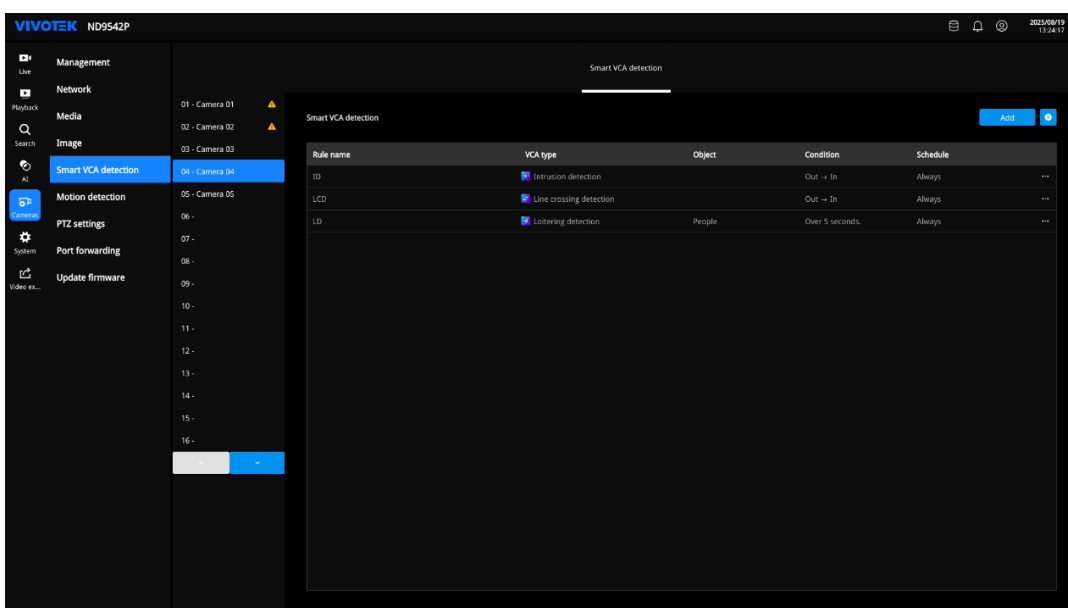 VIVOTEK ND9542P
2025/08/19
13:24:17
Live
Playback
Search
AI
Cameras
System
Video ex...
Management
Network
Media
Image
Smart VCA detection
Motion detection
PTZ settings
Port forwarding
Update firmware
01 - Camera 01
02 - Camera 02
03 - Camera 03
04 - Camera 04
05 - Camera 05
06 -
07 -
08 -
09 -
10 -
11 -
12 -
13 -
14 -
15 -
16 -
Smart VCA detection
Smart VCA detection
Add
Rule name VCA type Object Condition Schedule
ID Intrusion detection Out → In Always ...
LCD Line crossing detection Out → In Always ...
LD Loitering detection People Over 5 seconds. Always ...